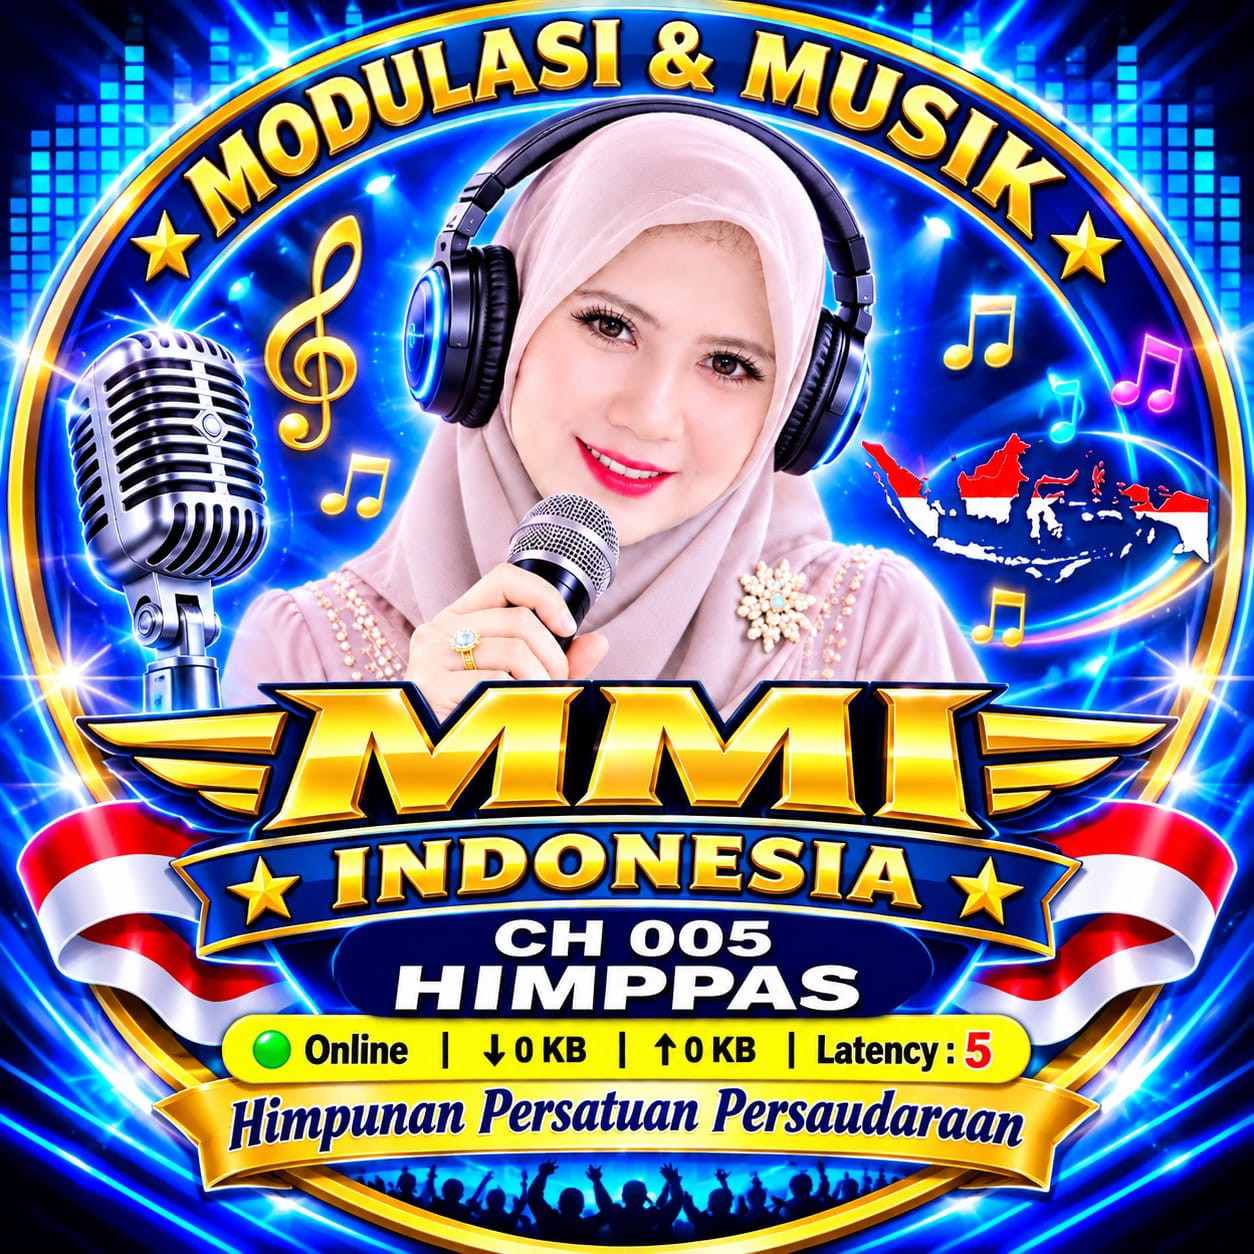 MODULASI & MUSIK
MMI
INDONESIA
CH 005
HIMPPAS
Online | ↓ 0 KB | ↑ 0 KB | Latency : 5
Himpunan Persatuan Persaudaraan